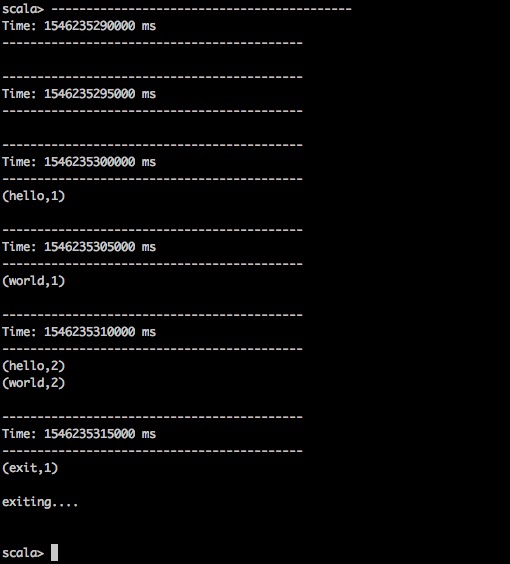 scala> -------------------------------------------
Time: 1546235290000 ms
-------------------------------------------
-------------------------------------------
Time: 1546235295000 ms
-------------------------------------------
-------------------------------------------
Time: 1546235300000 ms
-------------------------------------------
(hello,1)
-------------------------------------------
Time: 1546235305000 ms
-------------------------------------------
(world,1)
-------------------------------------------
Time: 1546235310000 ms
-------------------------------------------
(hello,2)
(world,2)
-------------------------------------------
Time: 1546235315000 ms
-------------------------------------------
(exit,1)
exiting....
scala>